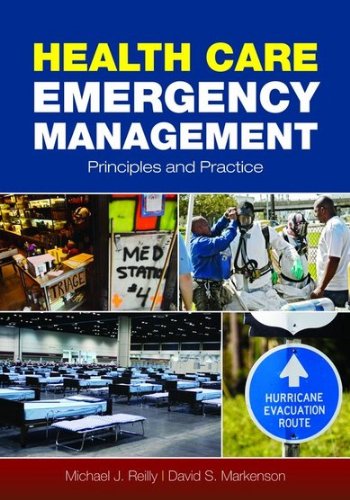 HEALTH CARE
EMERGENCY
MANAGEMENT
Principles and Practice
TRIAGE
MED
STATION
#4
HURRICANE
EVACUATION
ROUTE
Michael J. Reilly | David S. Markenson